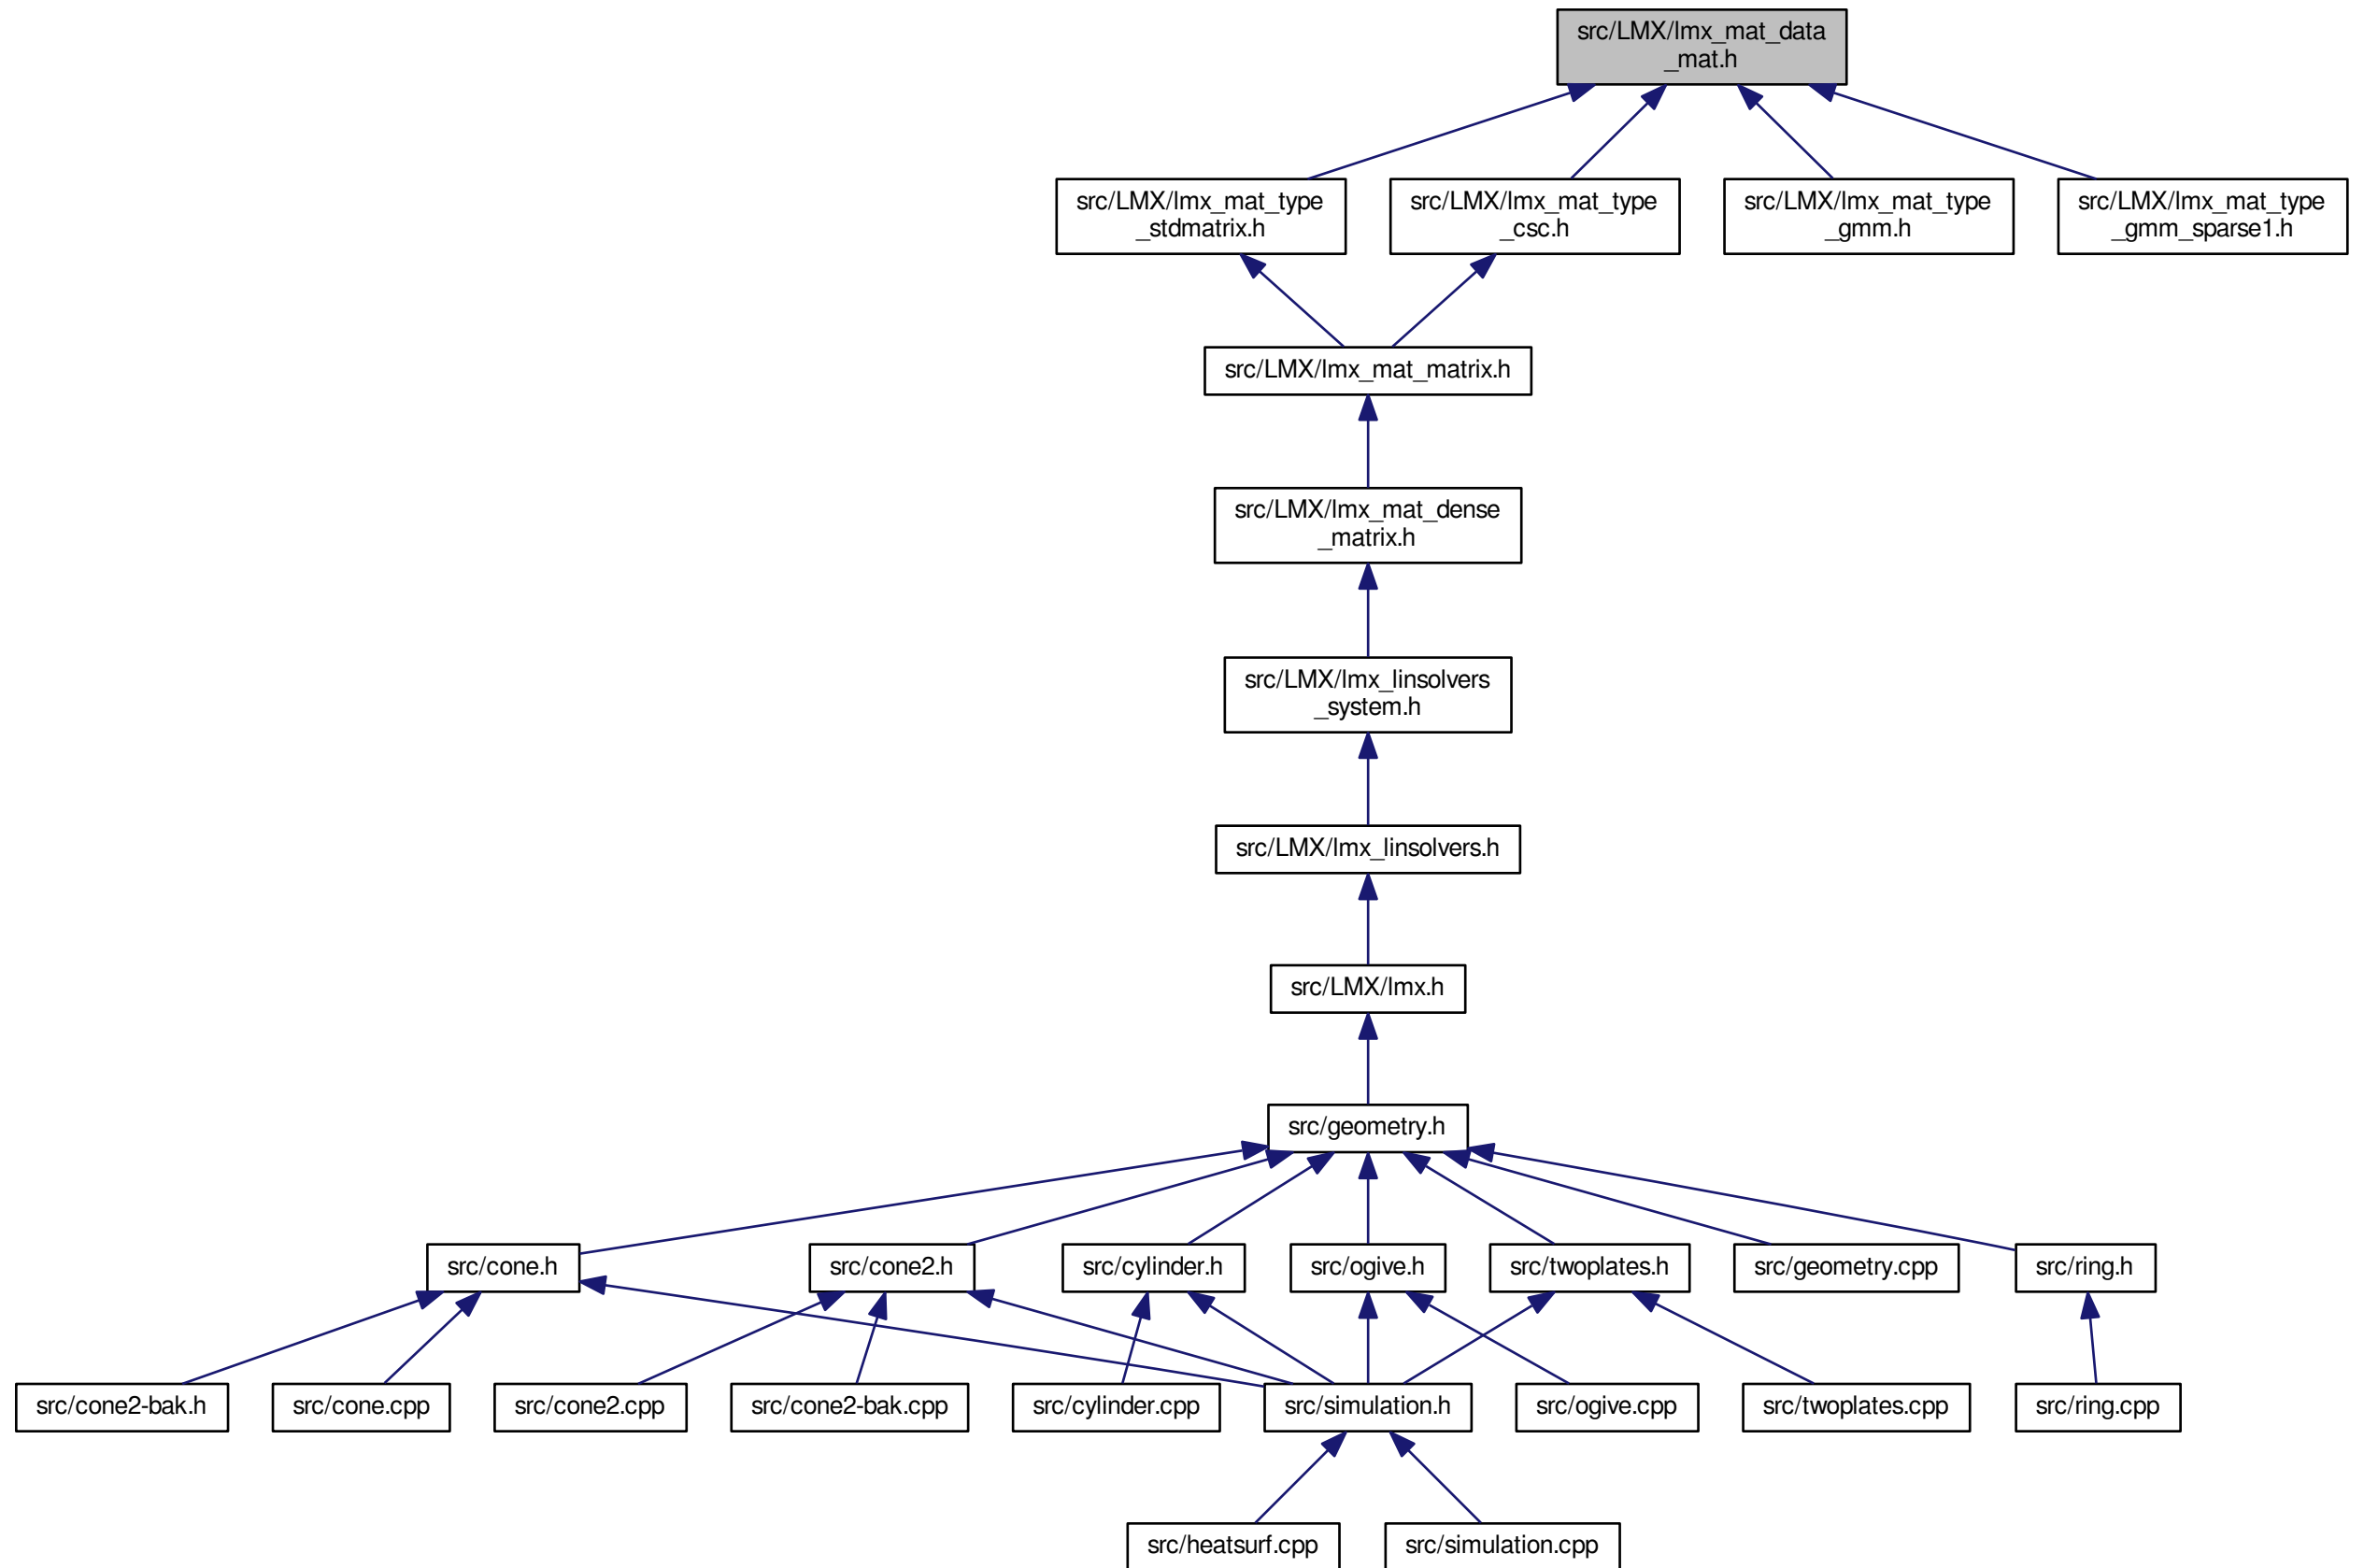 src/LMX/lmx_mat_data
_mat.h
src/LMX/lmx_mat_type
_stdmatrix.h
src/LMX/lmx_mat_type
_csc.h
src/LMX/lmx_mat_type
_gmm.h
src/LMX/lmx_mat_type
_gmm_sparse1.h
src/LMX/lmx_mat_matrix.h
src/LMX/lmx_mat_dense
_matrix.h
src/LMX/lmx_linsolvers
_system.h
src/LMX/lmx_linsolvers.h
src/LMX/lmx.h
src/geometry.h
src/cone.h
src/cone2.h
src/cylinder.h
src/ogive.h
src/twoplates.h
src/geometry.cpp
src/ring.h
src/cone2-bak.h
src/cone.cpp
src/cone2.cpp
src/cone2-bak.cpp
src/cylinder.cpp
src/simulation.h
src/ogive.cpp
src/twoplates.cpp
src/ring.cpp
src/heatsurf.cpp
src/simulation.cpp